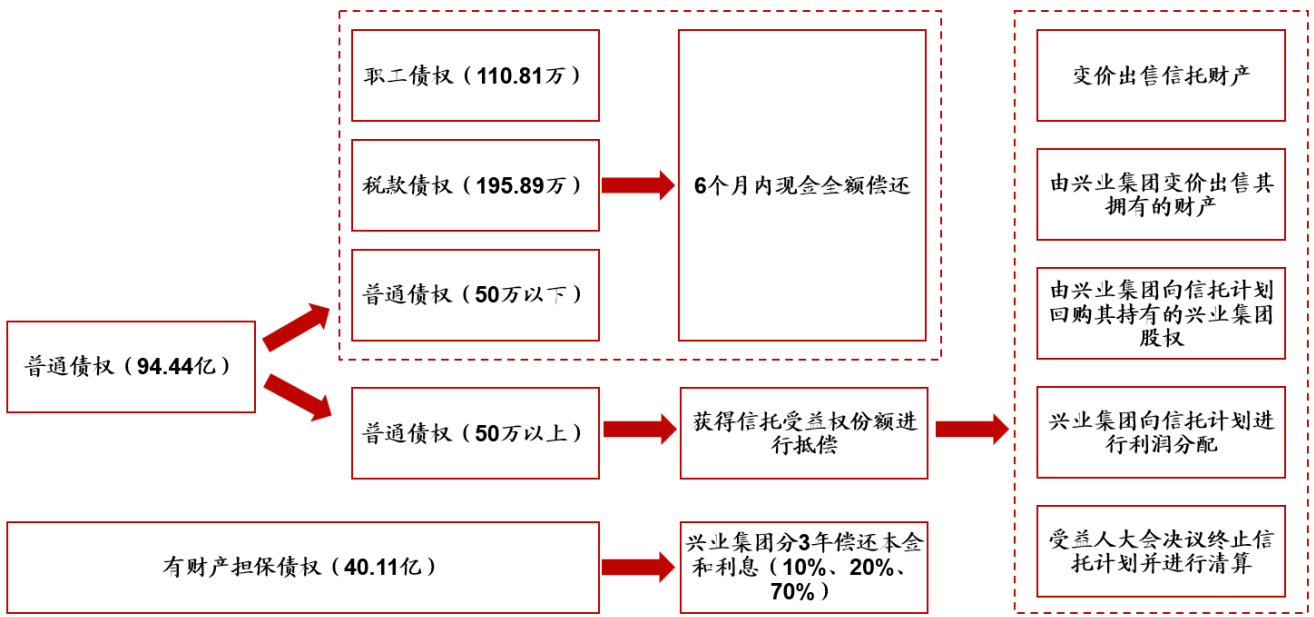 职工债权（110.81万）
税款债权（195.89万）
普通债权（50万以下）
6个月内现金全额偿还
普通债权（94.44亿）
普通债权（50万以上）
获得信托受益权份额进
行抵偿
有财产担保债权（40.11亿）
兴业集团分3年偿还本金
和利息（10%、20%、
70%）
变价出售信托财产
由兴业集团变价出售其
拥有的财产
由兴业集团向信托计划
回购其持有的兴业集团
股权
兴业集团向信托计划进
行利润分配
受益人大会决议终止信
托计划并进行清算